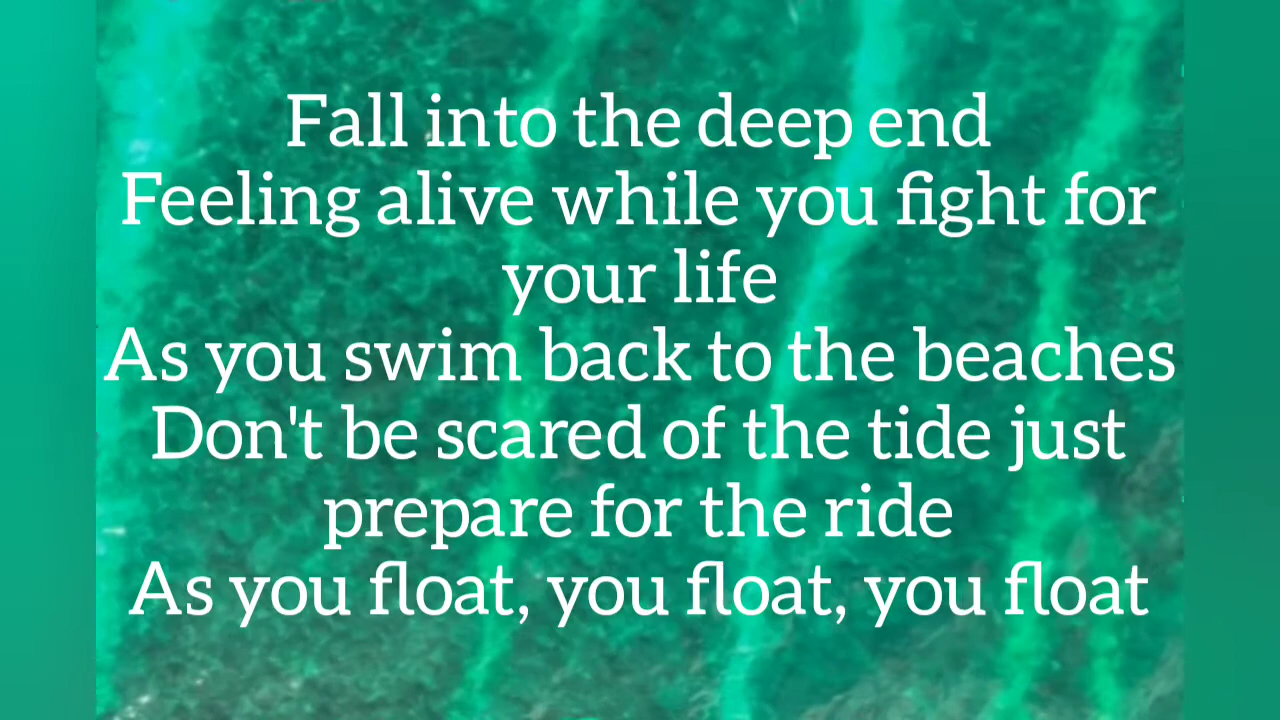 Fall into the deep end
Feeling alive while you fight for
your life
As you swim back to the beaches
Don't be scared of the tide just
prepare for the ride
As you float, you float, you float